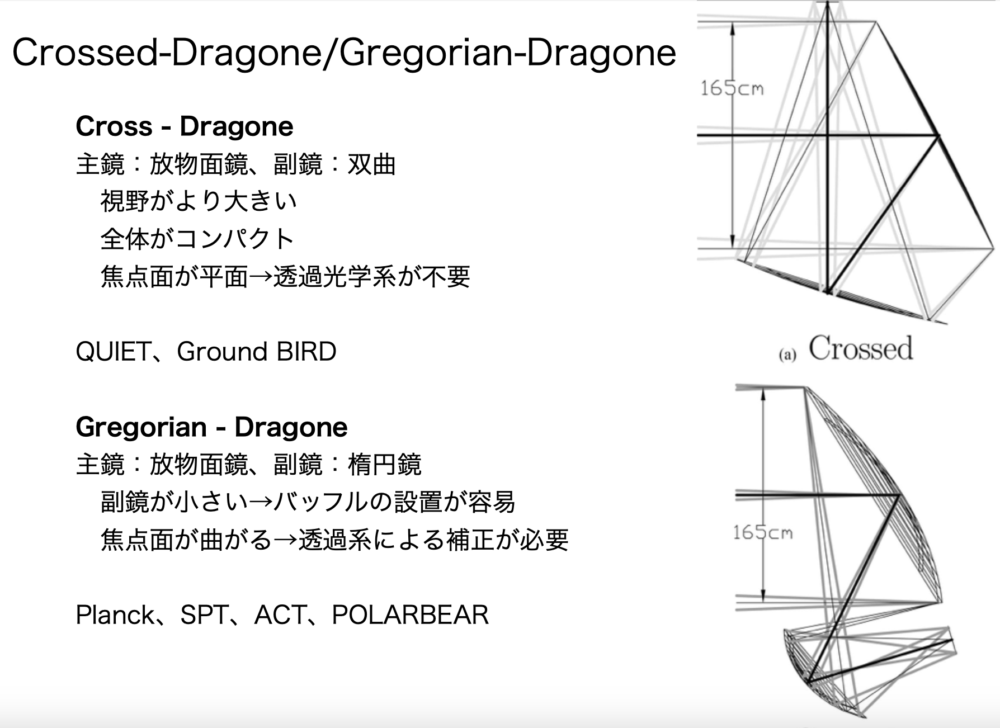 Crossed-Dragone/Gregorian-Dragone
Cross - Dragone
主鏡：放物面鏡、副鏡：双曲
視野がより大きい
全体がコンパクト
焦点面が平面→透過光学系が不要
QUIET、Ground BIRD
Gregorian - Dragone
主鏡：放物面鏡、副鏡：楕円鏡
副鏡が小さい→バッフルの設置が容易
焦点面が曲がる→透過系による補正が必要
Planck、SPT、ACT、POLARBEAR
165cm
(a) Crossed
165cm